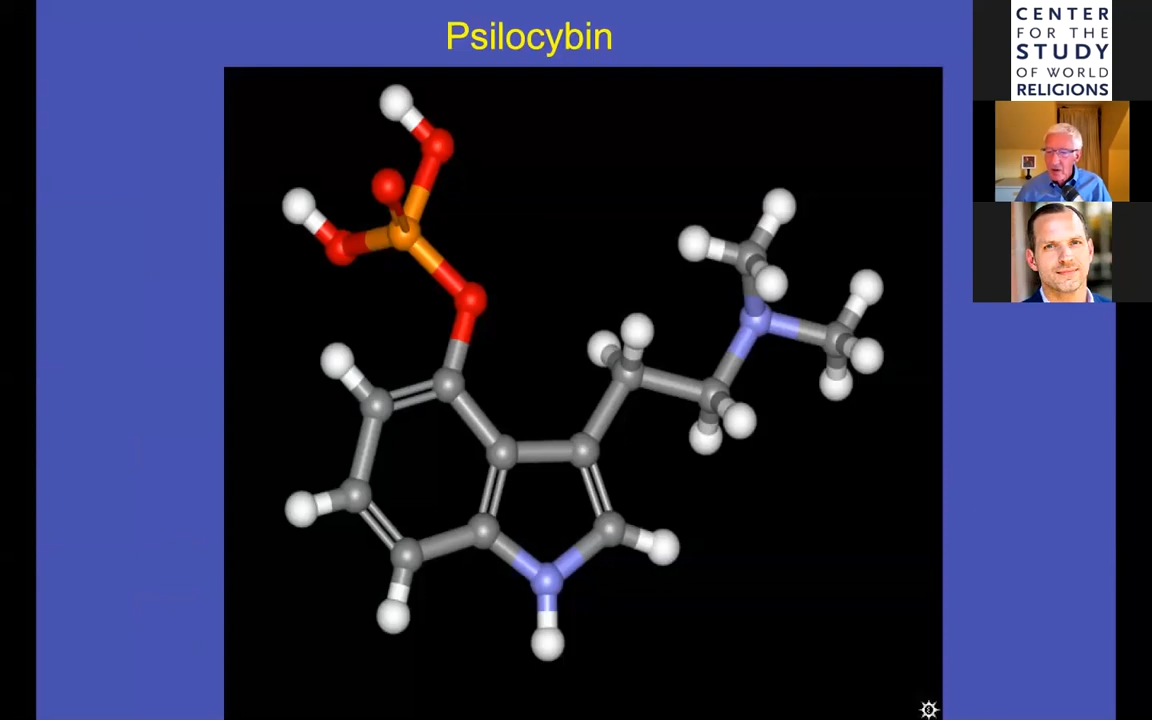 Psilocybin
CENTER
FOR THE
STUDY
OF WORLD
RELIGIONS